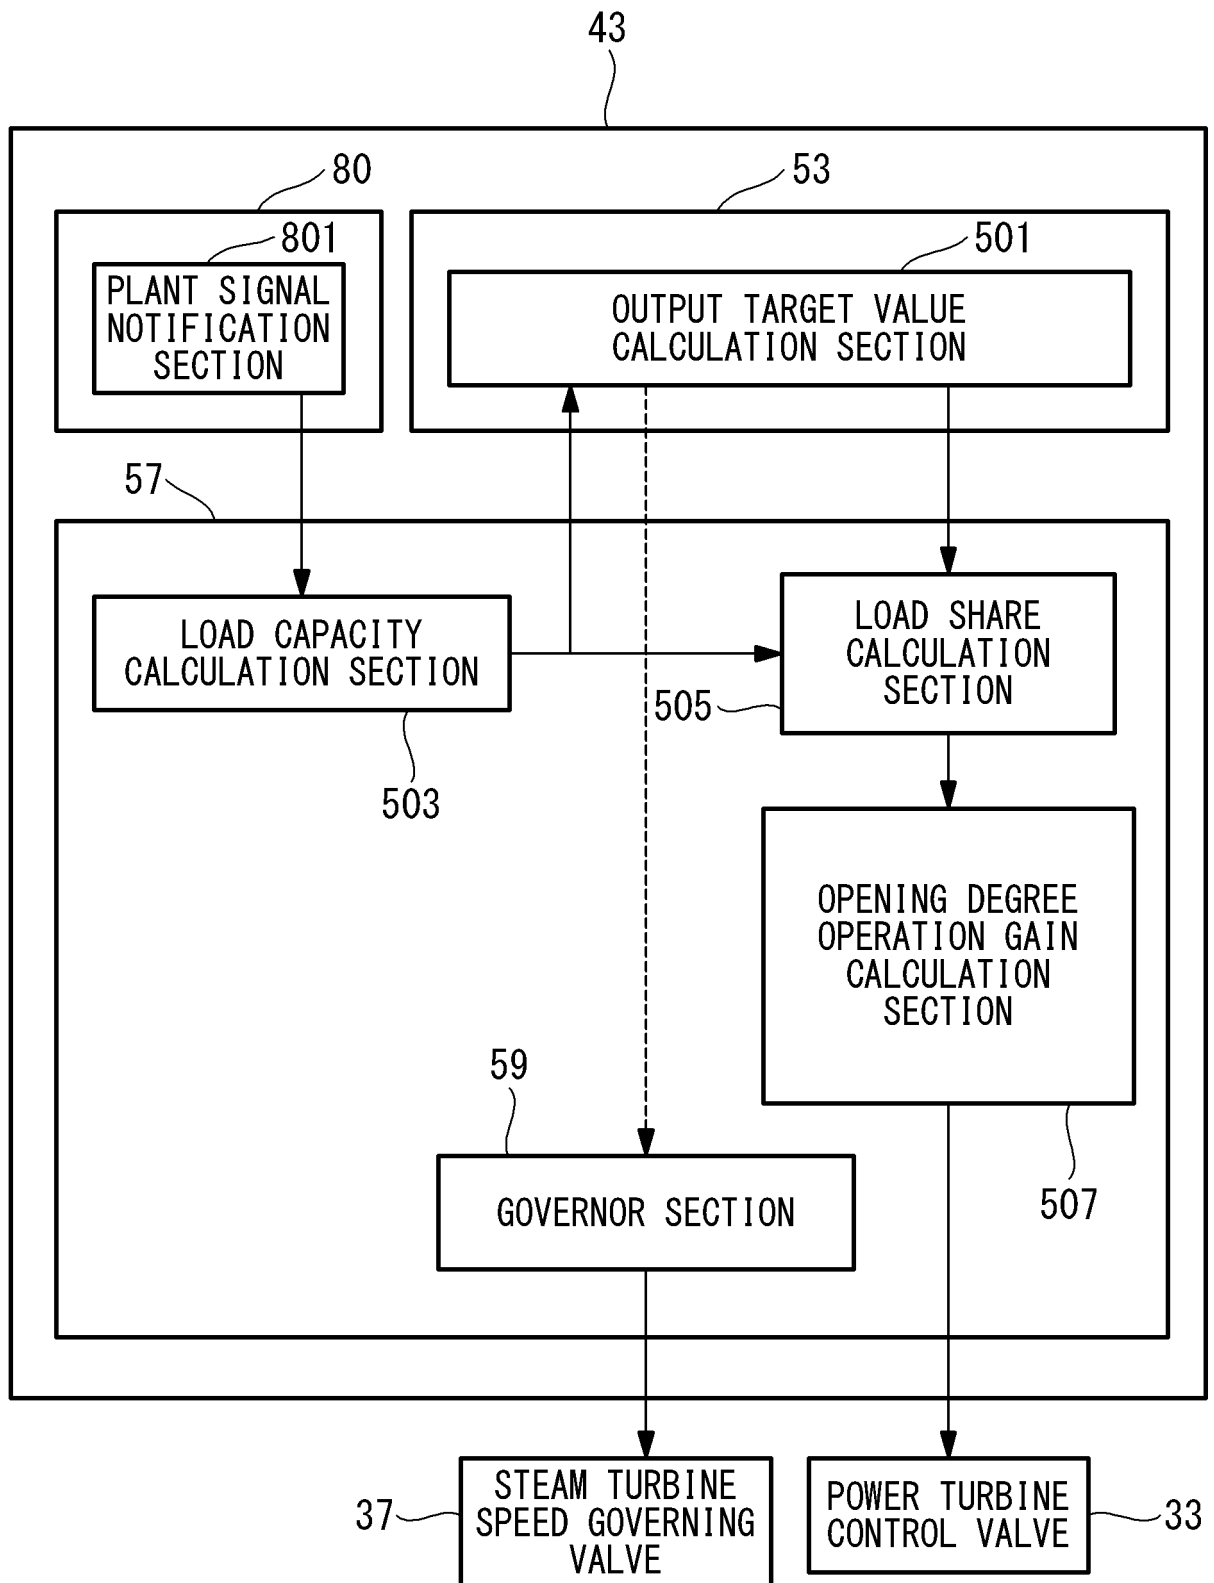 43
80
53
801
501
PLANT SIGNAL
NOTIFICATION
SECTION
OUTPUT TARGET VALUE
CALCULATION SECTION
57
LOAD CAPACITY
CALCULATION SECTION
LOAD SHARE
CALCULATION
SECTION
505
503
OPENING DEGREE
OPERATION GAIN
CALCULATION
SECTION
59
GOVERNOR SECTION
507
STEAM TURBINE
SPEED GOVERNING
VALVE
37
POWER TURBINE
CONTROL VALVE
33